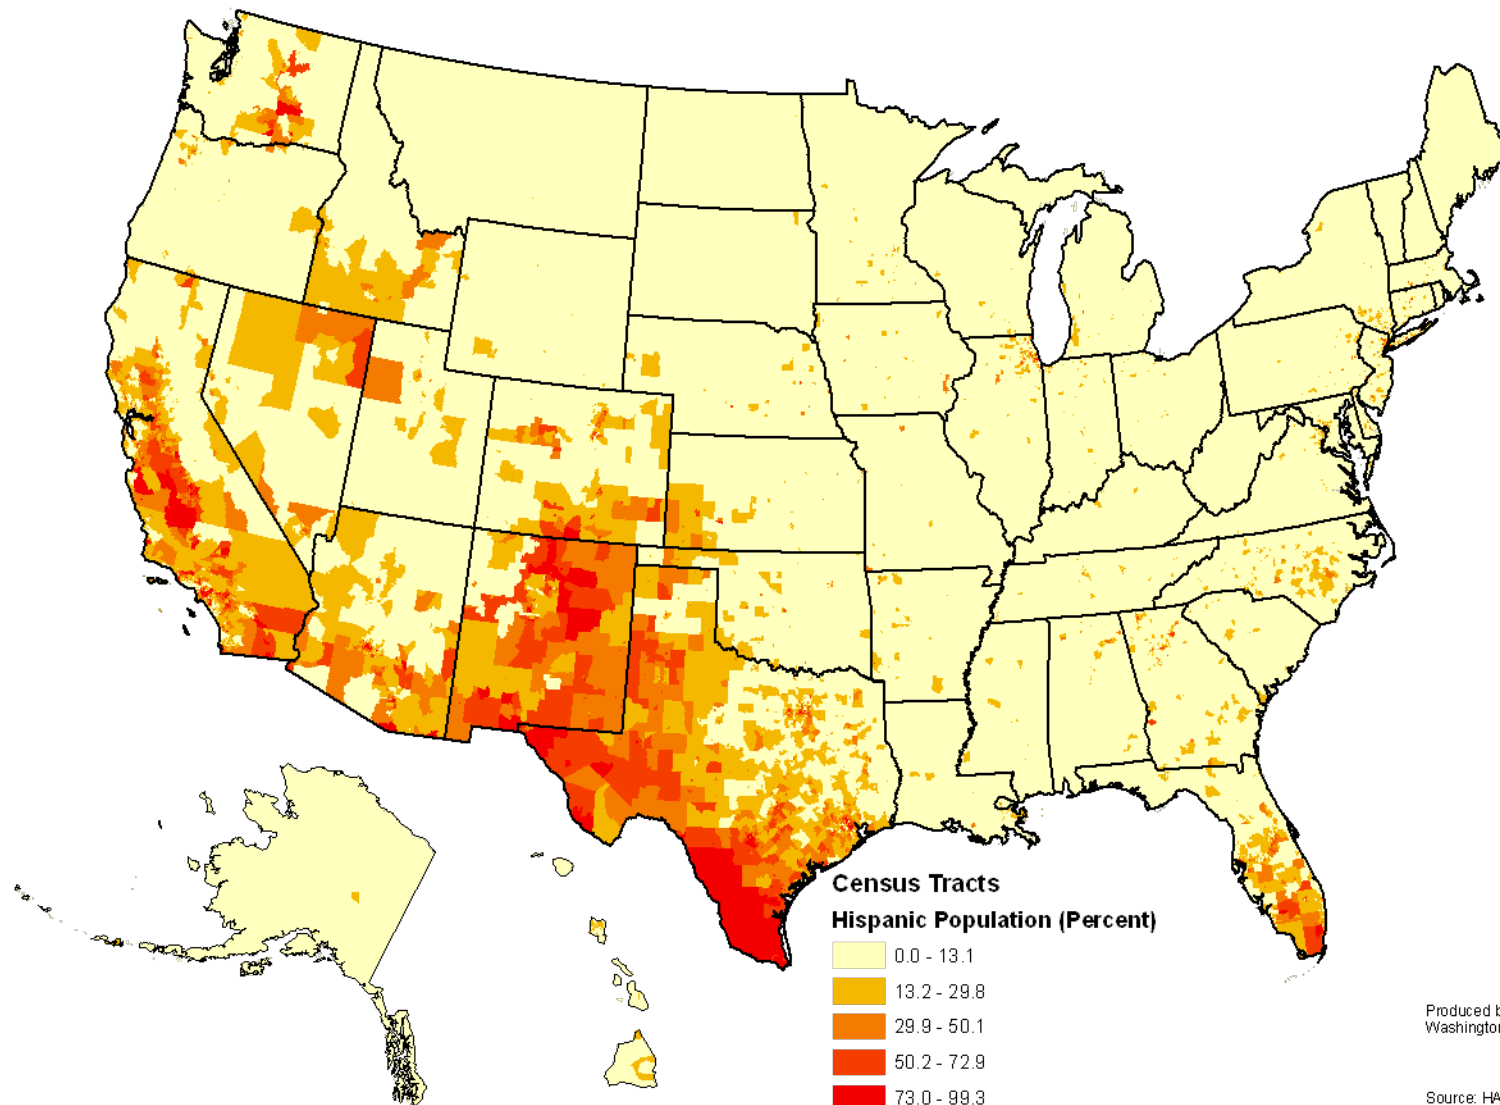 Census Tracts
Hispanic Population (Percent)
0.0 - 13.1
13.2 - 29.8
29.9 - 50.1
50.2 - 72.9
73.0 - 99.3
Produced b
Washington
Source: HA